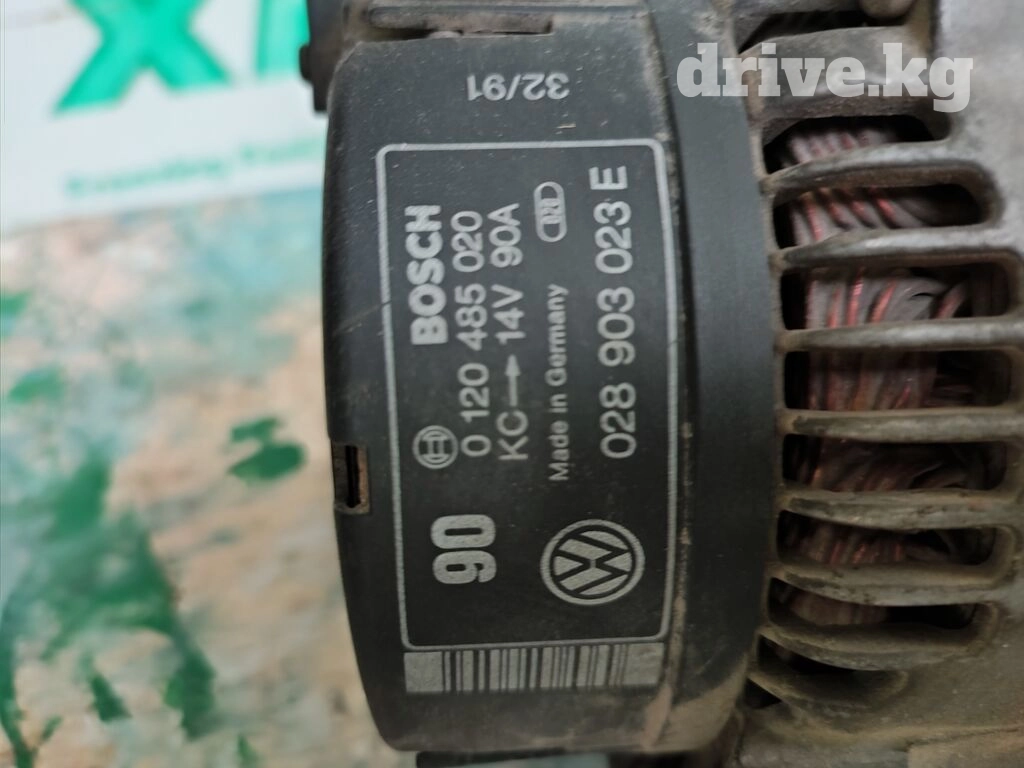 drive.kg
32/91
90
BOSCH
0 120 485 020
KC→14V 90A
Made in Germany
028 903 023 E